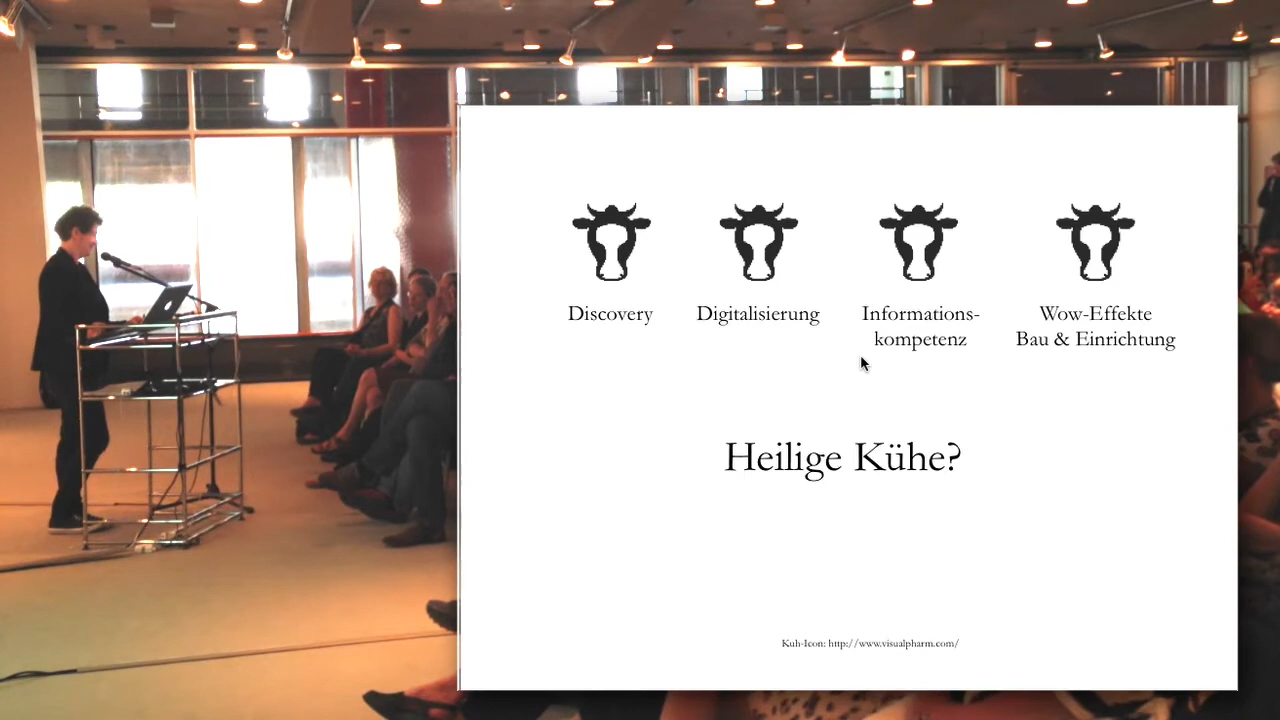 Discovery
Digitalisierung
Informations-
kompetenz
Wow-Effekte
Bau & Einrichtung
Heilige Kühe?
Kuh-Icon: http://www.visualpharm.com/